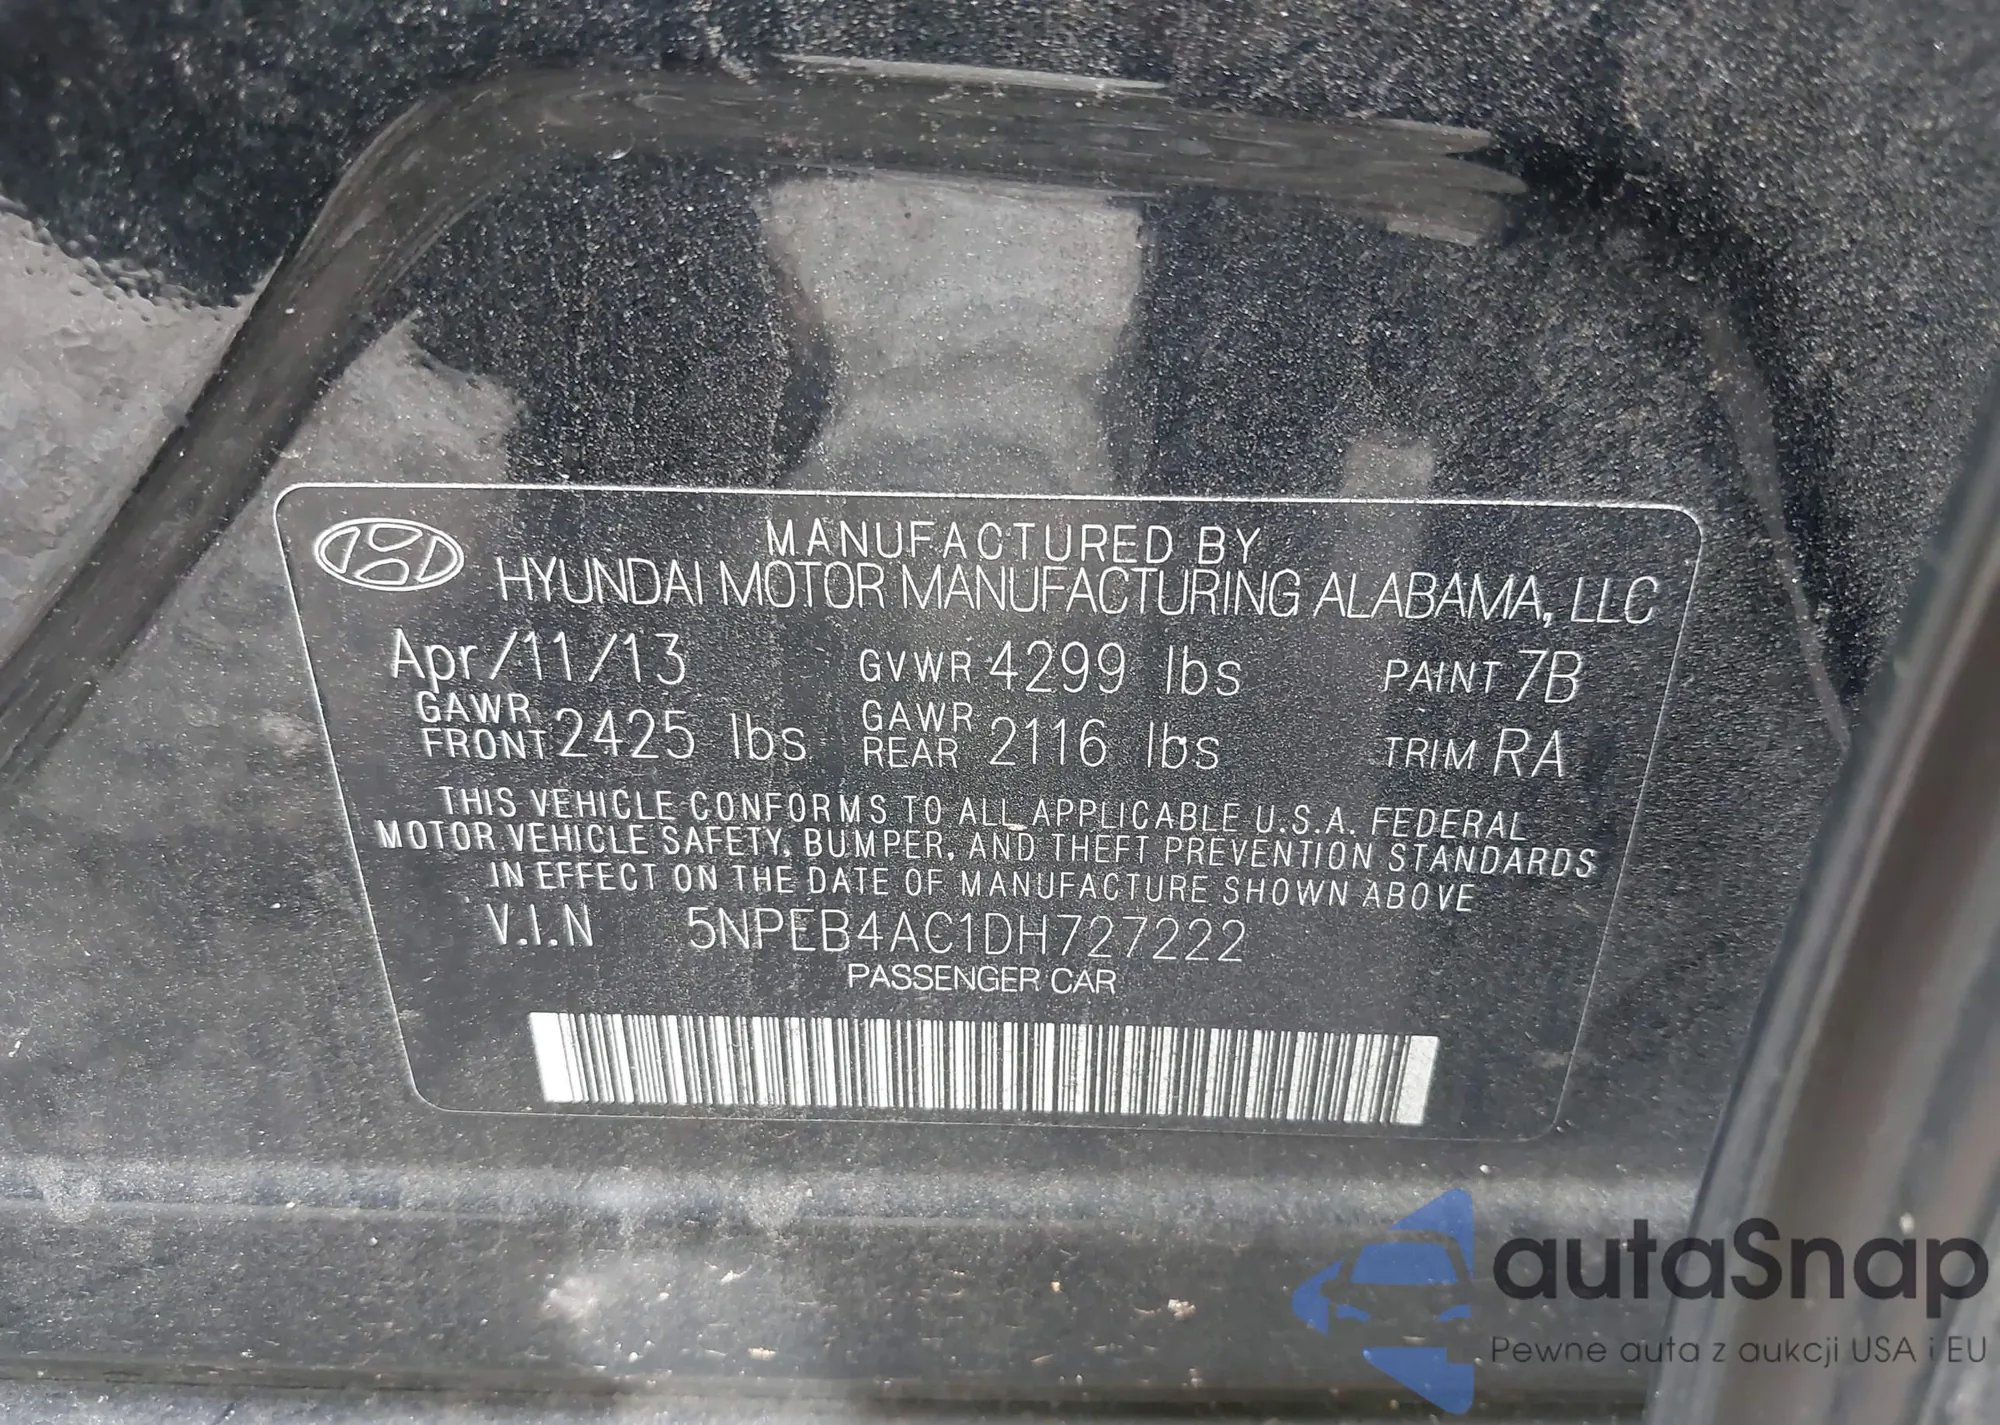 MANUFACTURED BY
HYUNDAI MOTOR MANUFACTURING ALABAMA, LLC
Apr/11/13 GVWR 4299 lbs PAINT 7B
GAWR FRONT 2425 lbs GAWR REAR 2116 lbs TRIM RA
THIS VEHICLE CONFORMS TO ALL APPLICABLE U.S.A. FEDERAL
MOTOR VEHICLE SAFETY, BUMPER, AND THEFT PREVENTION STANDARDS
IN EFFECT ON THE DATE OF MANUFACTURE SHOWN ABOVE
V.I.N 5NPEB4AC1DH727222
PASSENGER CAR
autaSnap
Pewne auta z aukcji USA i EU